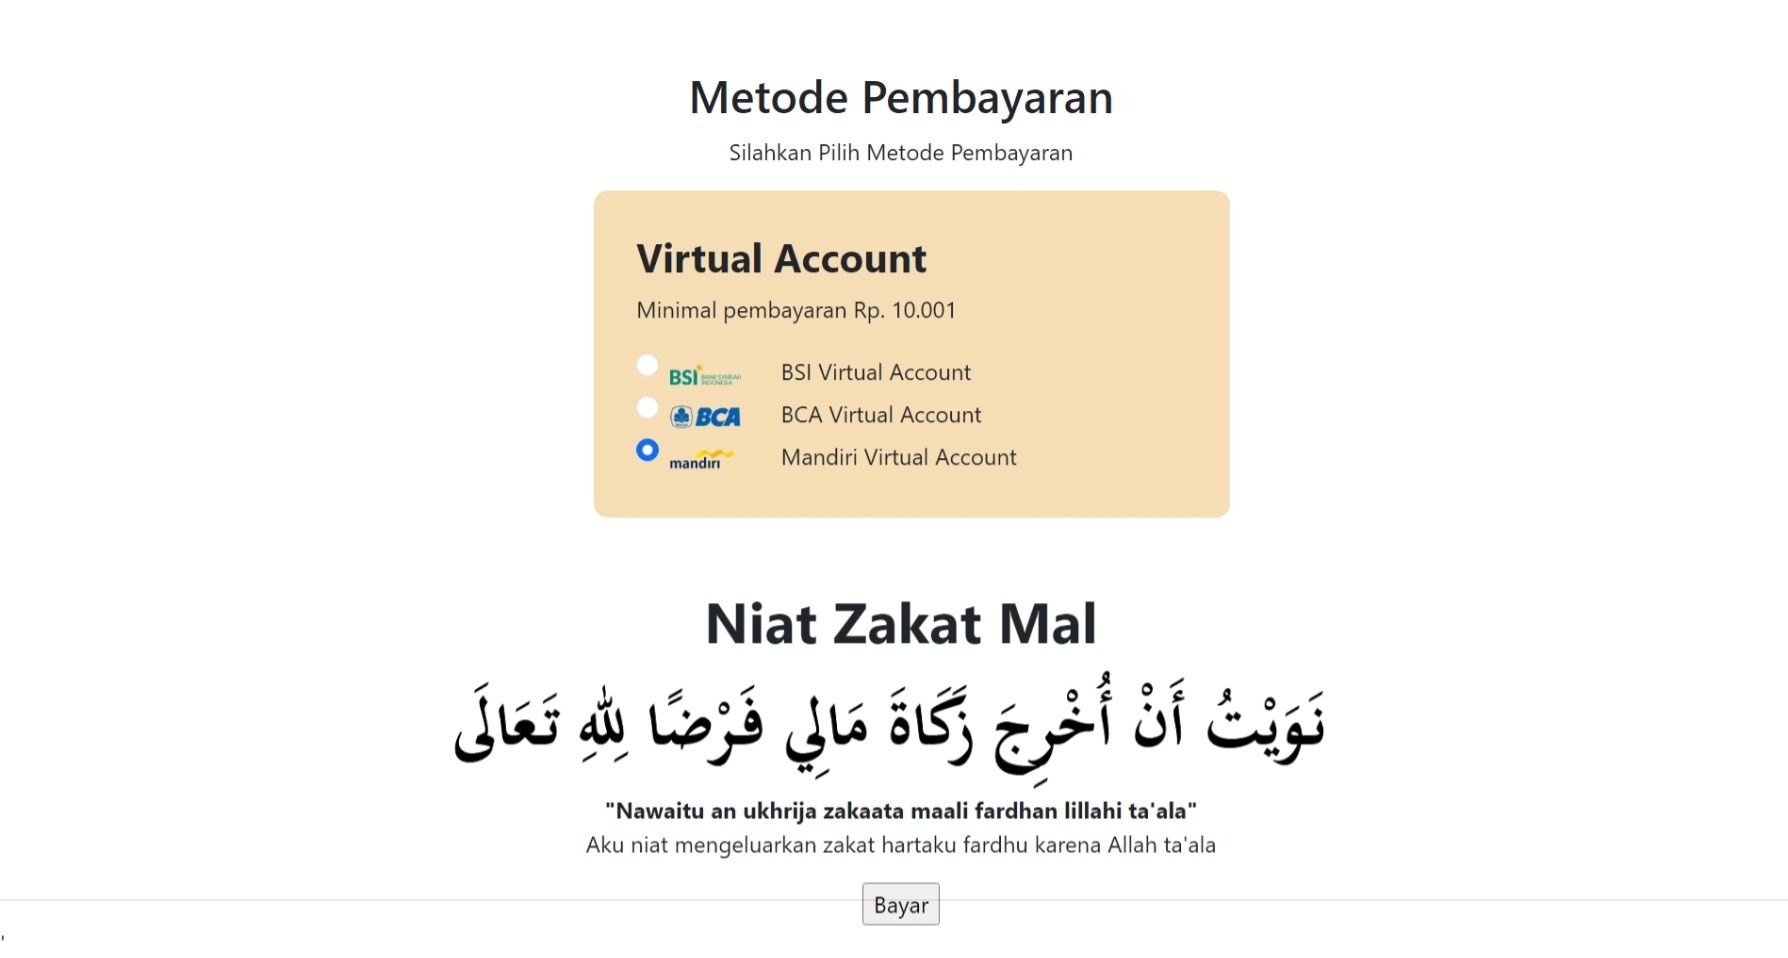 Metode Pembayaran
Silahkan Pilih Metode Pembayaran
Virtual Account
Minimal pembayaran Rp. 10.001
BSI BANK SYARIAH INDONESIA BSI Virtual Account
BCA BCA Virtual Account
mandiri Mandiri Virtual Account
Niat Zakat Mal
نَوَيْتُ أَنْ أُخْرِجَ زَكَاةَ مَالِي فَرْضًا لِلّٰهِ تَعَالَى
"Nawaitu an ukhrija zakaata maali fardhan lillahi ta'ala"
Aku niat mengeluarkan zakat hartaku fardhu karena Allah ta'ala
Bayar
'